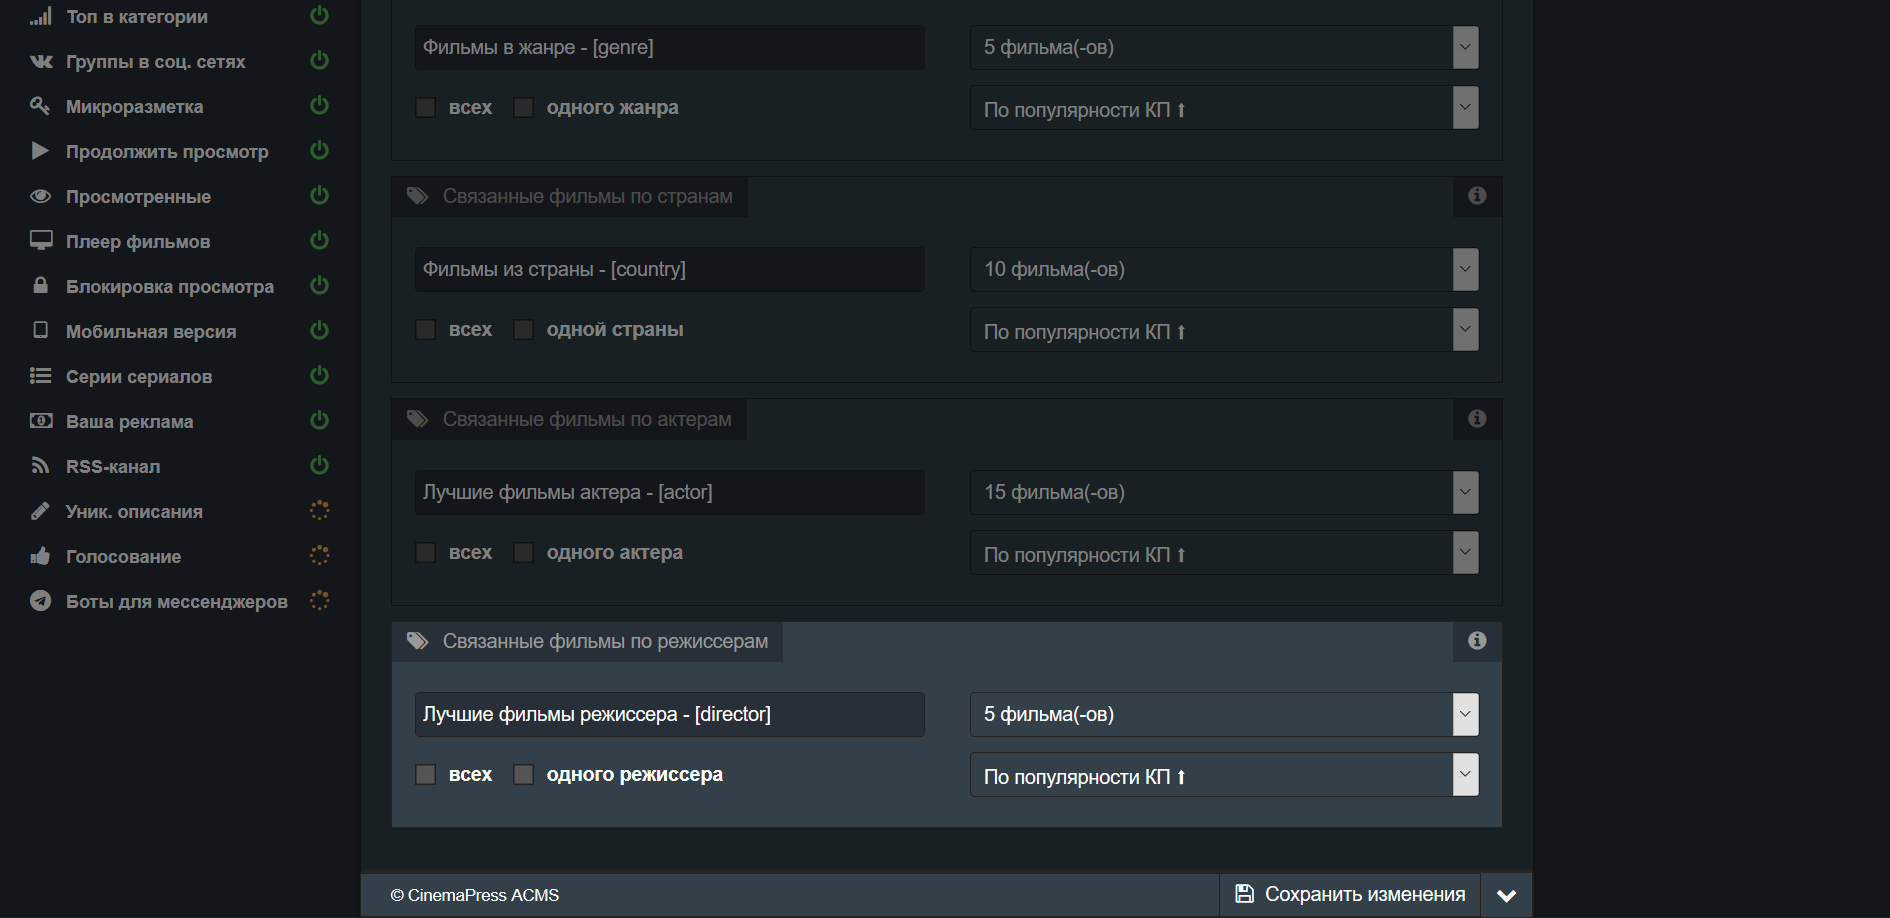 Топ в категории
Группы в соц. сетях
Микроразметка
Продолжить просмотр
Просмотренные
Плеер фильмов
Блокировка просмотра
Мобильная версия
Серии сериалов
Ваша реклама
RSS-канал
Уник. описания
Голосование
Боты для мессенджеров
Фильмы в жанре - [genre]
5 фильма(-ов)
всех одного жанра
По популярности КП ⬆
Связанные фильмы по странам
Фильмы из страны - [country]
10 фильма(-ов)
всех одной страны
По популярности КП ⬆
Связанные фильмы по актерам
Лучшие фильмы актера - [actor]
15 фильма(-ов)
всех одного актера
По популярности КП ⬆
Связанные фильмы по режиссерам
Лучшие фильмы режиссера - [director]
5 фильма(-ов)
всех одного режиссера
По популярности КП ⬆
© CinemaPress ACMS
Сохранить изменения